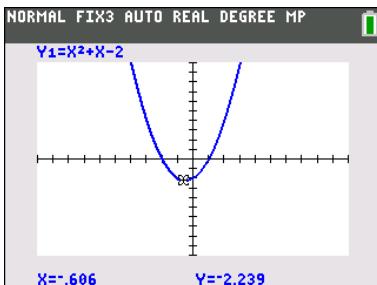 NORMAL FIX3 AUTO REAL DEGREE MP
Y₁=X²+X-2
X=⁻.606 Y=⁻2.239